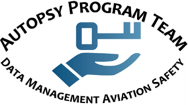 AUTOPSY PROGRAM TEAM
DATA MANAGEMENT AVIATION SAFETY